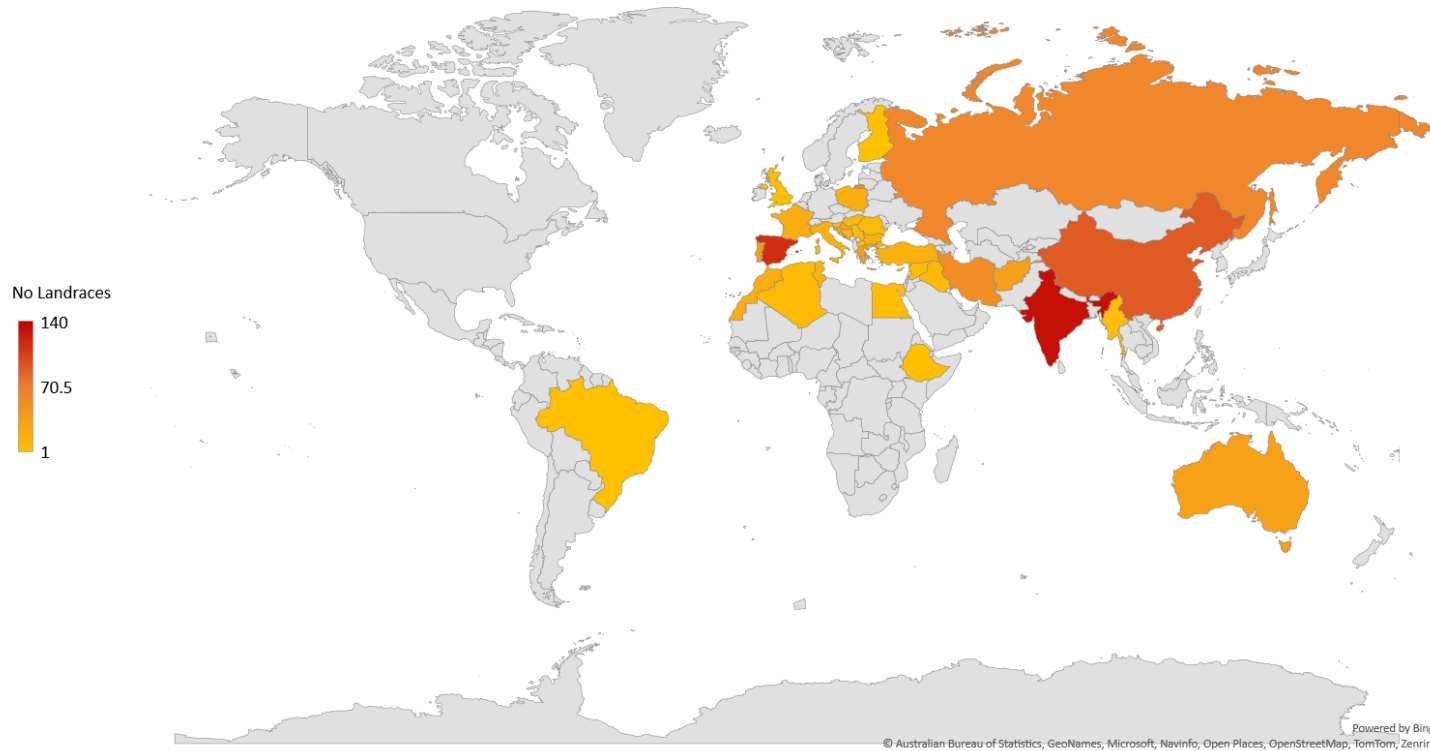 No Landraces
140
70.5
1
Powered by Bing
© Australian Bureau of Statistics, GeoNames, Microsoft, Navinfo, Open Places, OpenStreetMap, TomTom, Zenrin